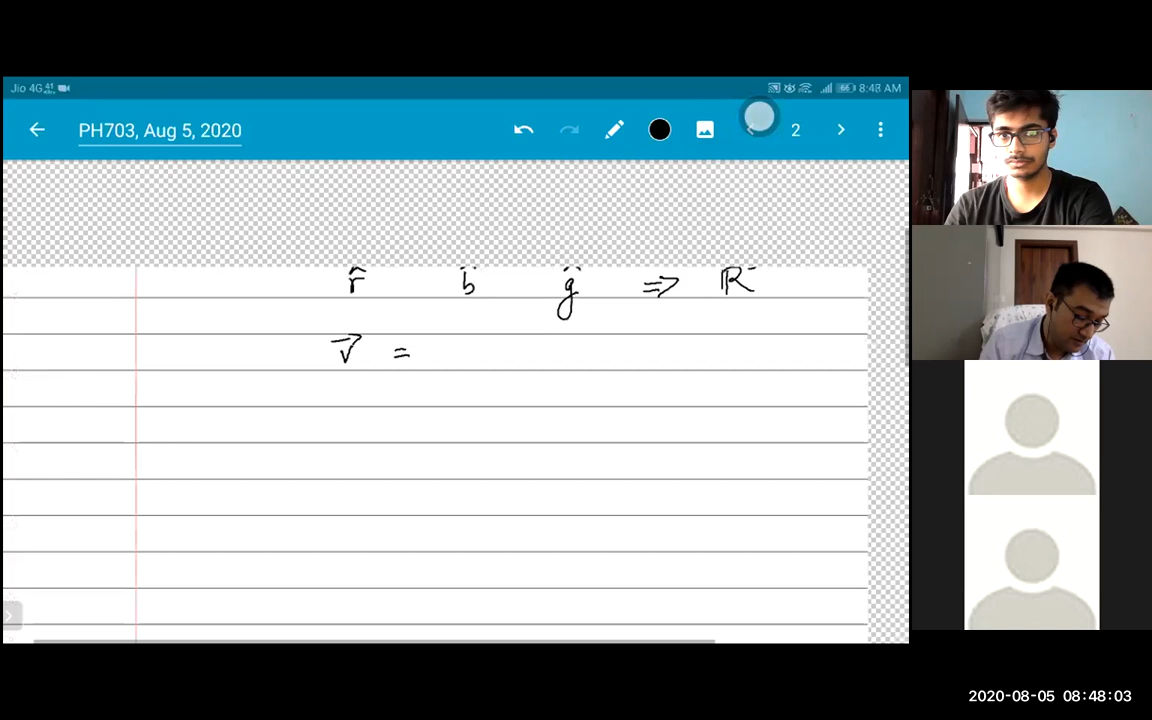 Jio 4G 8:48 AM
PH703, Aug 5, 2020 2
r̂ b̂ ĝ ⇒ ℝ
v⃗ =
2020-08-05 08:48:03